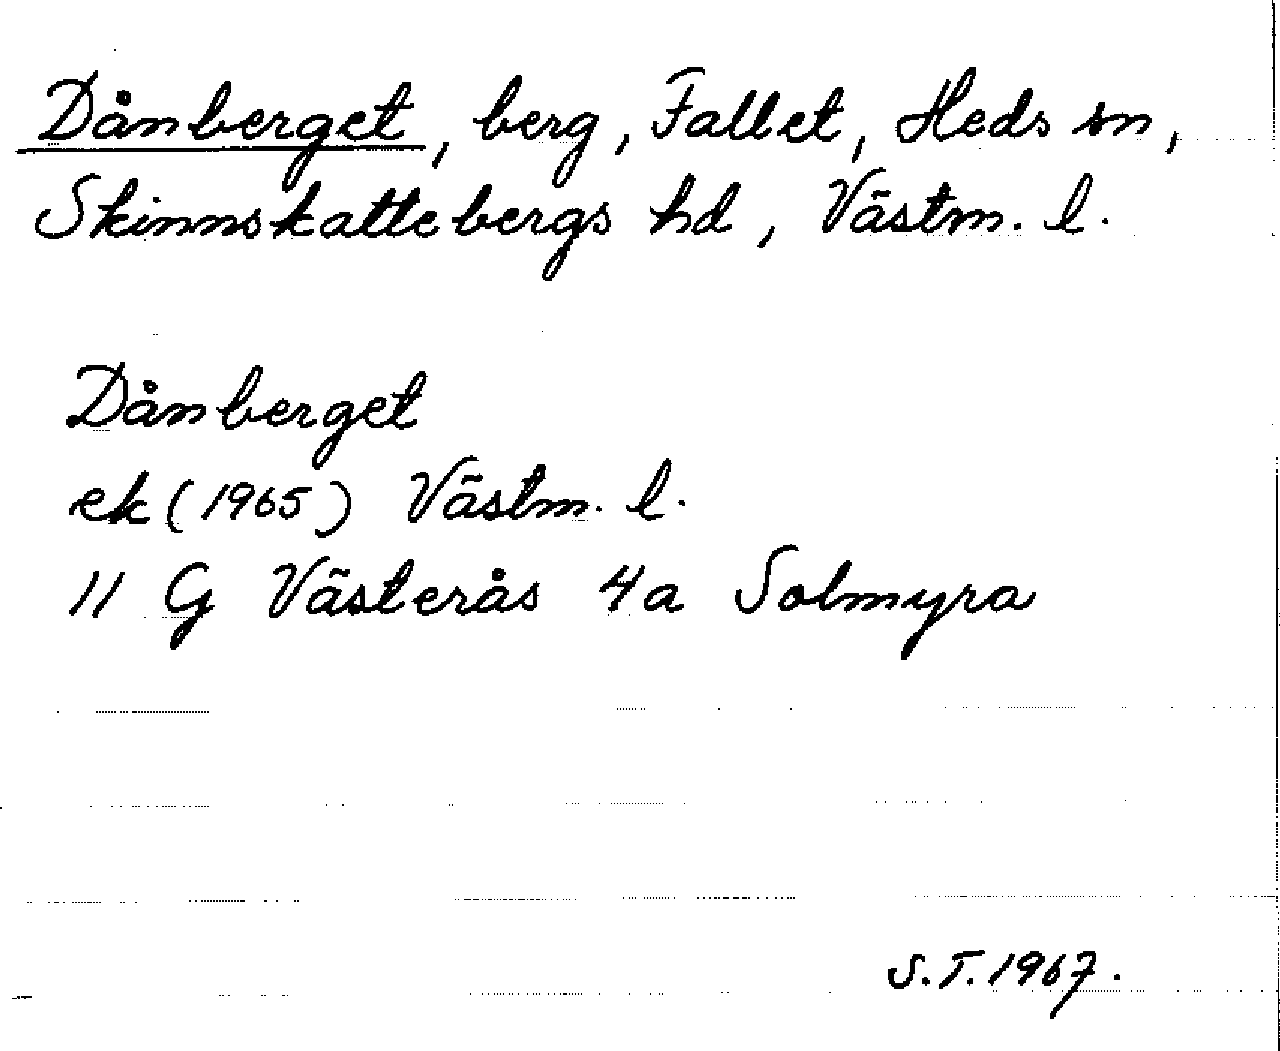 Dånberget, berg, Fallet, Heds sn,
Skinnskattebergs hd, Västm. l.
Dånberget
ek (1965) Västm. l.
11 G Västerås 4a Solmyra
S.T. 1967.